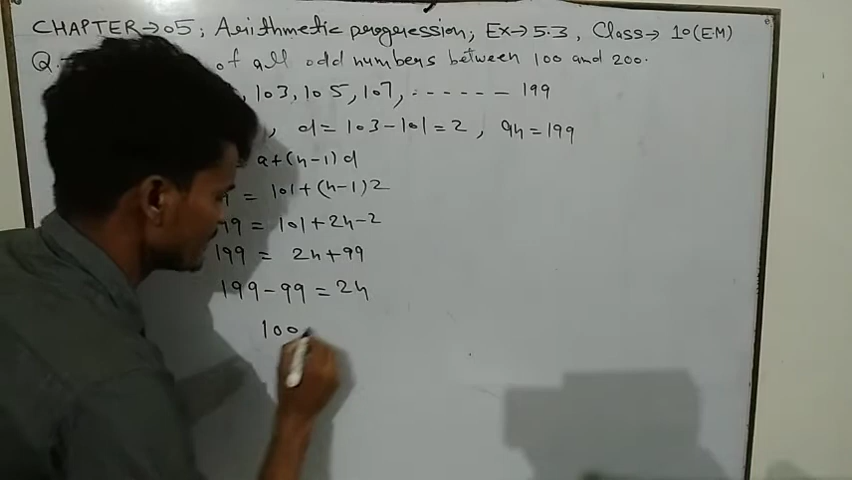 CHAPTER→05; Arithmetic progression; Ex→5.3, Class→10(EM)
Q. of all odd numbers between 100 and 200.
, 103, 105, 107, ------ 199
, d = 103-101 = 2, an = 199
= a+(n-1)d
= 101+(n-1)2
99 = 101+2n-2
199 = 2n+99
199-99 = 2n
100